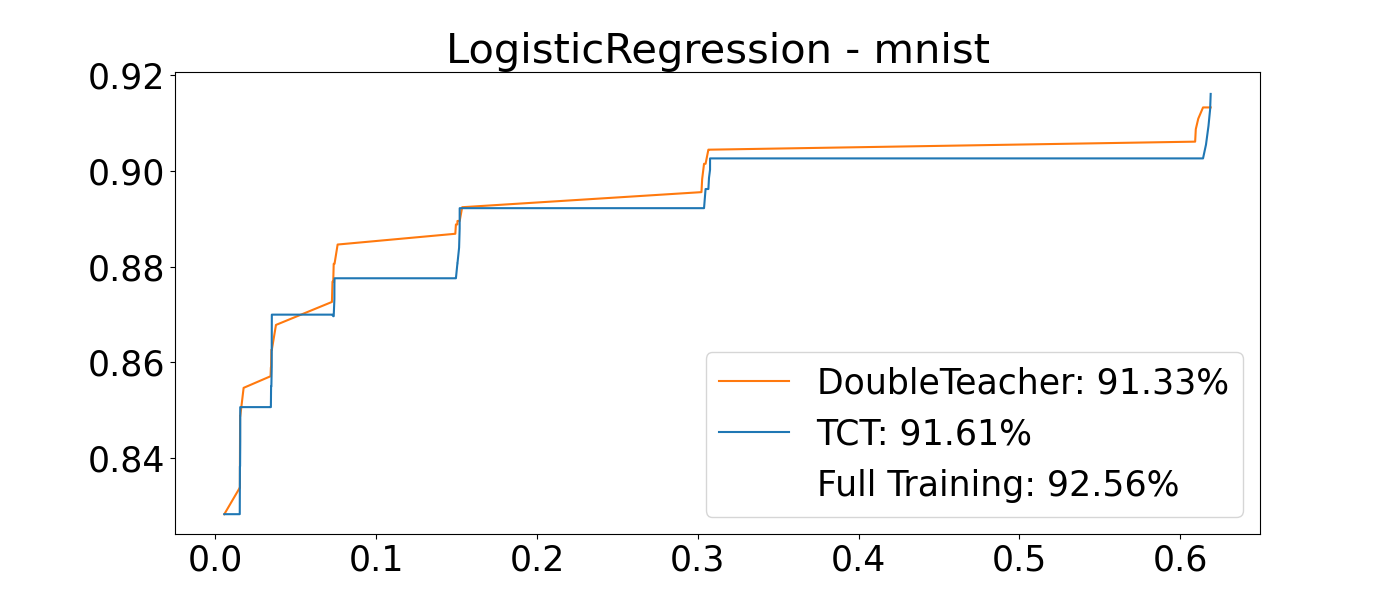 LogisticRegression - mnist
0.92
0.90
0.88
0.86
0.84
DoubleTeacher: 91.33%
TCT: 91.61%
Full Training: 92.56%
0.0 0.1 0.2 0.3 0.4 0.5 0.6